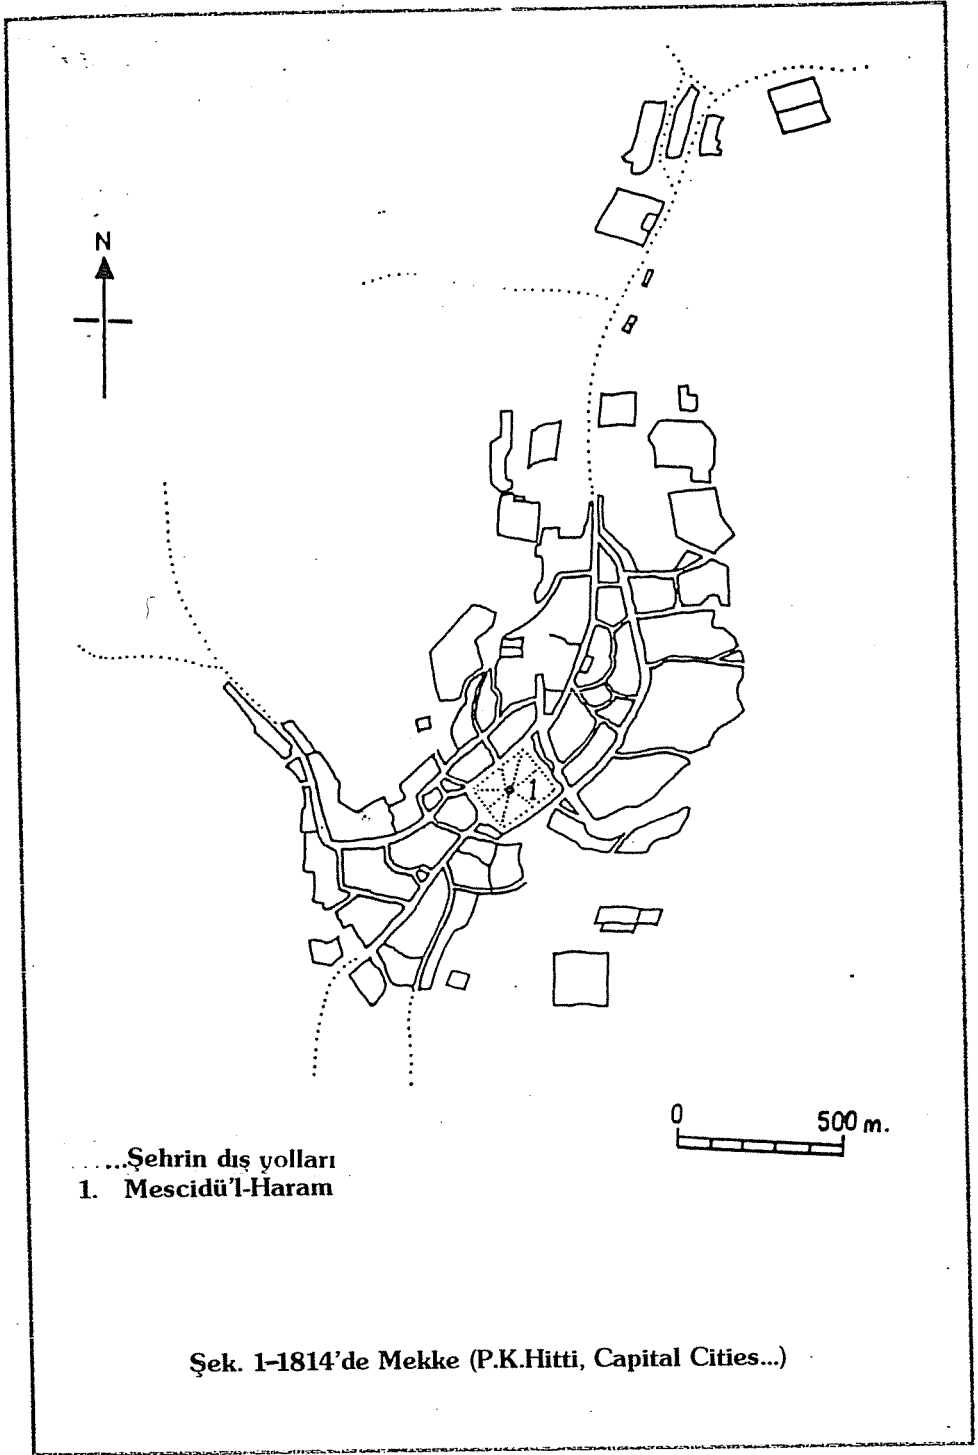 N
1
0 500 m.
.....Şehrin dış yolları
1. Mescidü'l-Haram
Şek. 1-1814'de Mekke (P.K.Hitti, Capital Cities...)